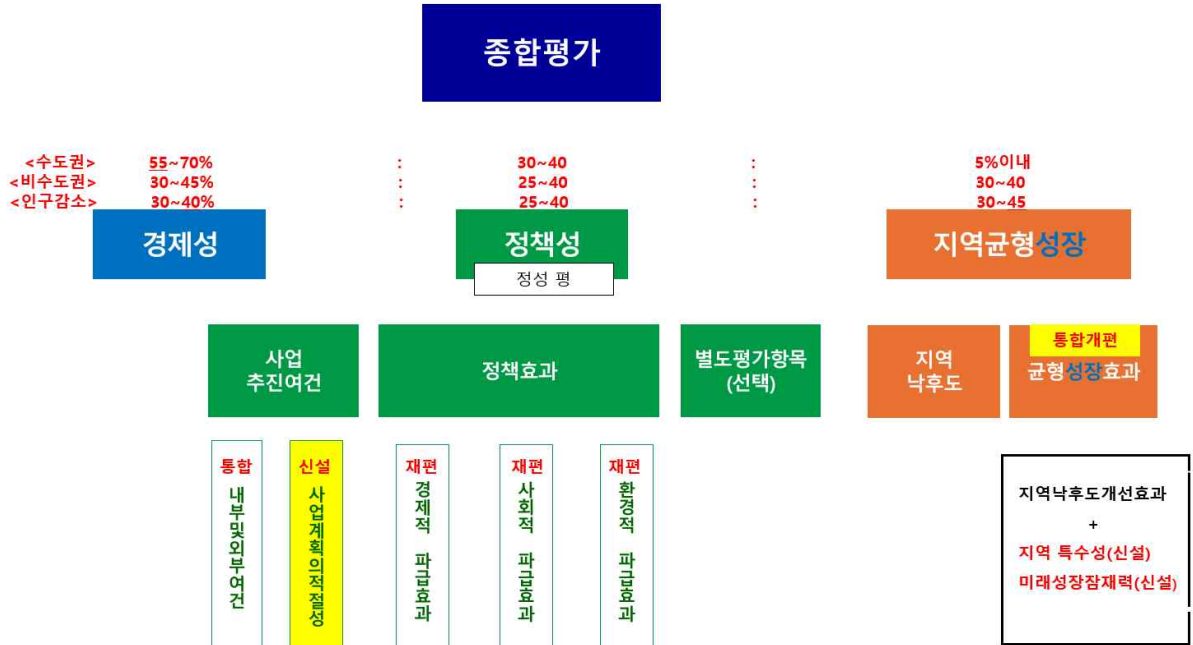 종합평가
<수도권> 55~70% : 30~40 : 5%이내
<비수도권> 30~45% : 25~40 : 30~40
<인구감소> 30~40% : 25~40 : 30~45
경제성
정책성
정성 평
지역균형성장
사업
추진여건
정책효과
별도평가항목
(선택)
지역
낙후도
통합개편
균형성장효과
통합
내부및외부여건
신설
사업계획의적절성
재편
경제적 파급효과
재편
사회적 파급효과
재편
환경적 파급효과
지역낙후도개선효과
+
지역 특수성(신설)
미래성장잠재력(신설)